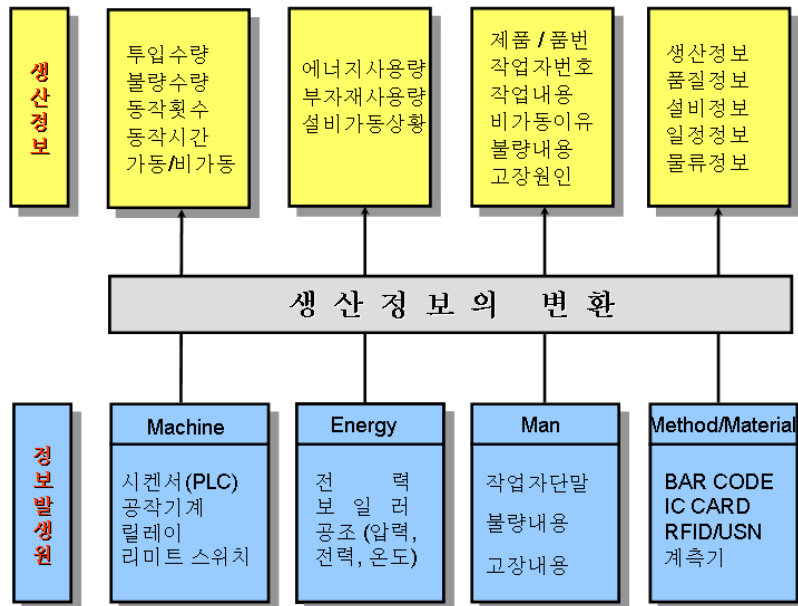 생산정보
투입수량
불량수량
동작횟수
동작시간
가동/비가동
에너지사용량
부자재사용량
설비가동상황
제품 / 품번
작업자번호
작업내용
비가동이유
불량내용
고장원인
생산정보
품질정보
설비정보
일정정보
물류정보
생 산 정 보 의 변 환
정보발생원
Machine
시켄서(PLC)
공작기계
릴레이
리미트 스위치
Energy
전 력
보 일 러
공조 (압력,
전력, 온도)
Man
작업자단말
불량내용
고장내용
Method/Material
BAR CODE
IC CARD
RFID/USN
계측기